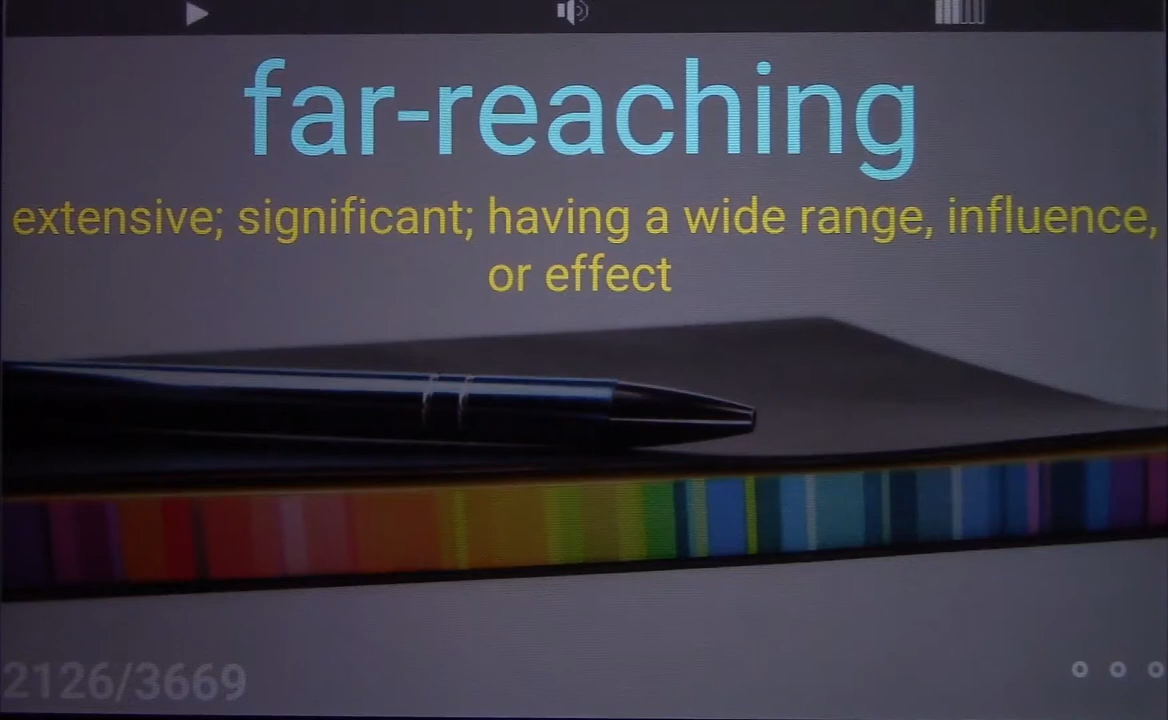 far-reaching
extensive; significant; having a wide range, influence,
or effect
2126/3669